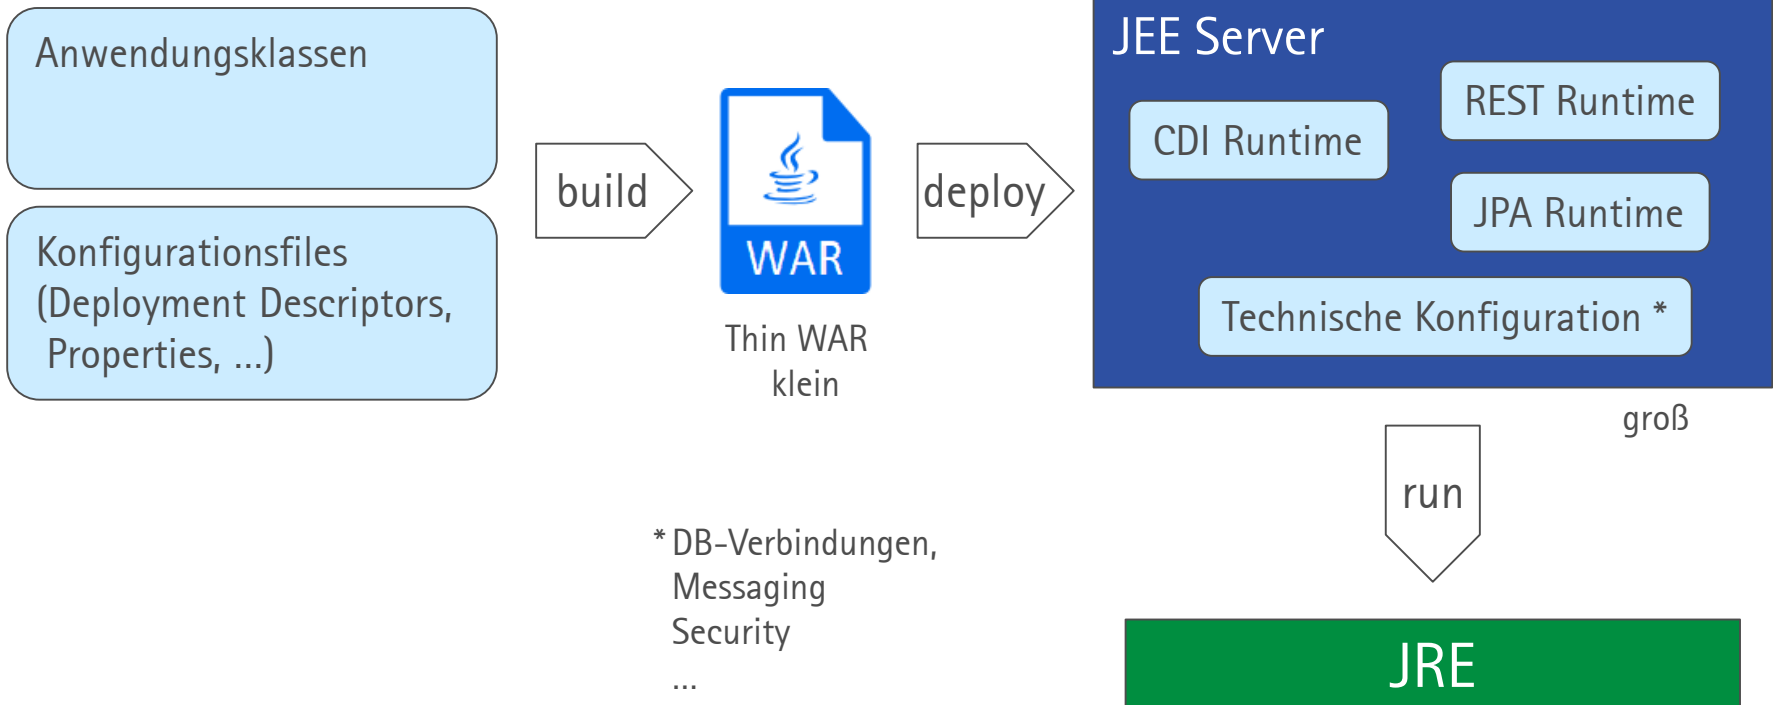 Anwendungsklassen
Konfigurationsfiles
(Deployment Descriptors,
Properties, ...)
build
WAR
Thin WAR
klein
deploy
JEE Server
CDI Runtime
REST Runtime
JPA Runtime
Technische Konfiguration *
groß
run
JRE
* DB-Verbindungen,
Messaging
Security
...